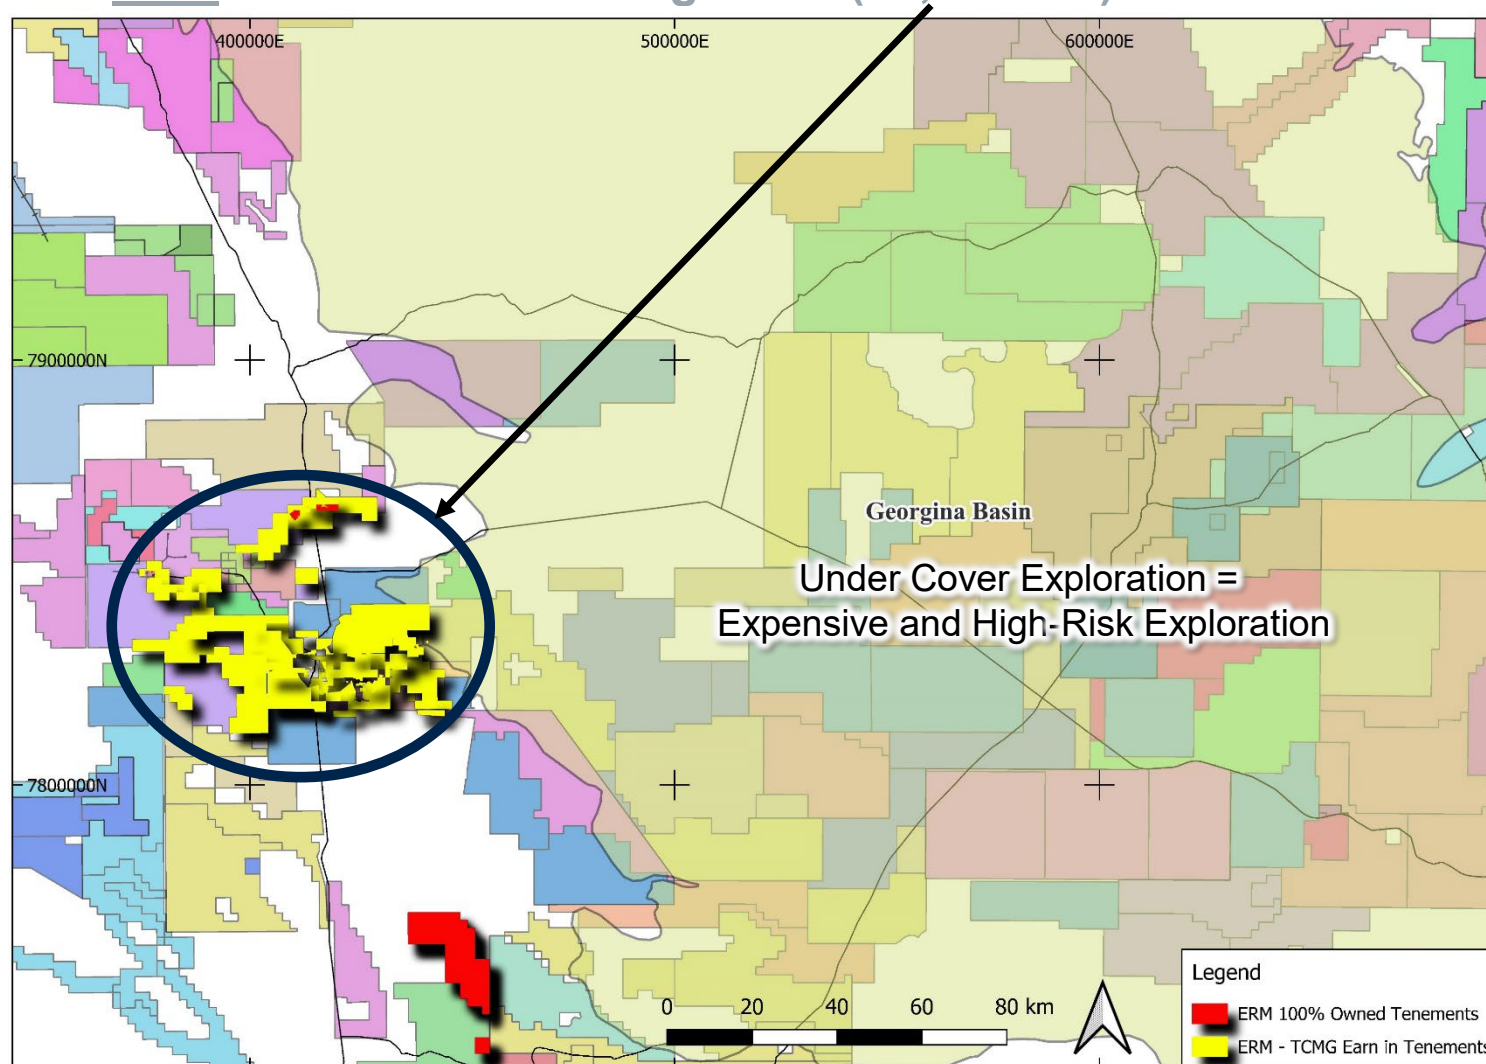 400000E
500000E
600000E
7900000N
Georgina Basin
Under Cover Exploration =
Expensive and High-Risk Exploration
7800000N
Legend
0 20 40 60 80 km
ERM 100% Owned Tenements
ERM - TCMG Earn in Tenements